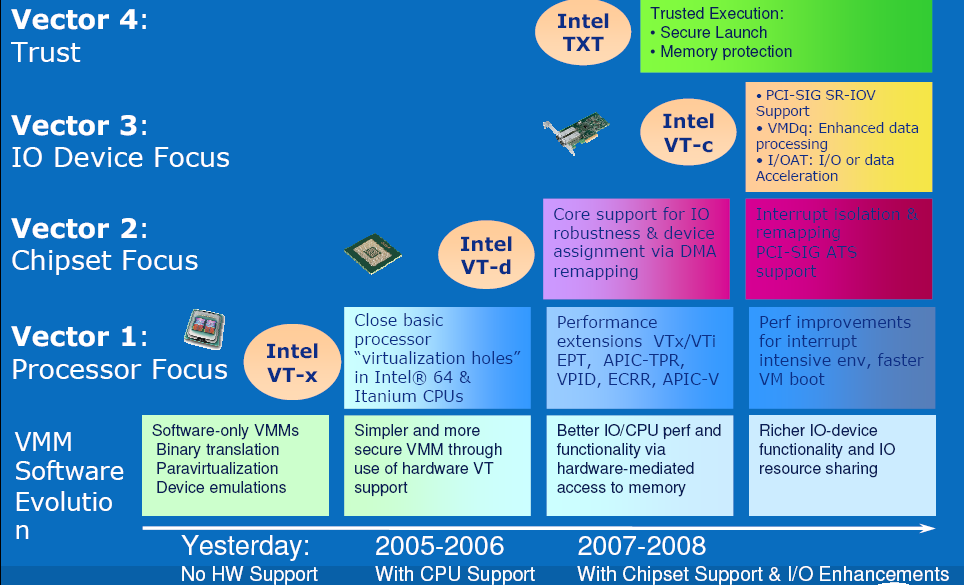 Vector 4:
Trust
Intel
TXT
Trusted Execution:
• Secure Launch
• Memory protection
Vector 3:
IO Device Focus
Intel
VT-c
• PCI-SIG SR-IOV
Support
• VMDq: Enhanced data
processing
• I/OAT: I/O or data
Acceleration
Vector 2:
Chipset Focus
Intel
VT-d
Core support for IO
robustness & device
assignment via DMA
remapping
Interrupt isolation &
remapping
PCI-SIG ATS
support
Vector 1:
Processor Focus
Intel
VT-x
Close basic
processor
“virtualization holes”
in Intel® 64 &
Itanium CPUs
Performance
extensions VTx/VTi
EPT, APIC-TPR,
VPID, ECRR, APIC-V
Perf improvements
for interrupt
intensive env, faster
VM boot
VMM
Software
Evolutio
n
Software-only VMMs
Binary translation
Paravirtualization
Device emulations
Simpler and more
secure VMM through
use of hardware VT
support
Better IO/CPU perf and
functionality via
hardware-mediated
access to memory
Richer IO-device
functionality and IO
resource sharing
Yesterday:
No HW Support
2005-2006
With CPU Support
2007-2008
With Chipset Support & I/O Enhancements